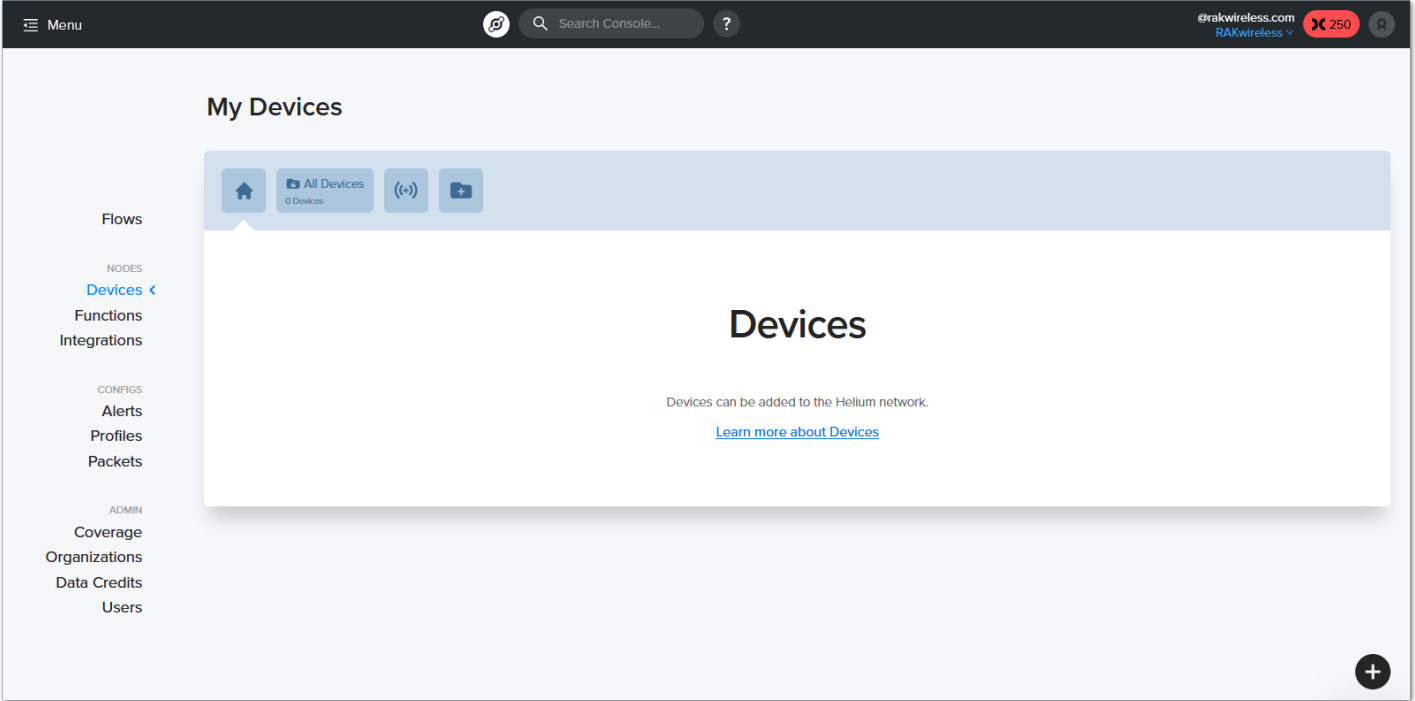 Menu
Search Console...
?
@rakwireless.com
RAKwireless
250
My Devices
All Devices
0 Devices
Flows
NODES
Devices
Functions
Integrations
CONFIGS
Alerts
Profiles
Packets
ADMIN
Coverage
Organizations
Data Credits
Users
Devices
Devices can be added to the Helium network.
Learn more about Devices